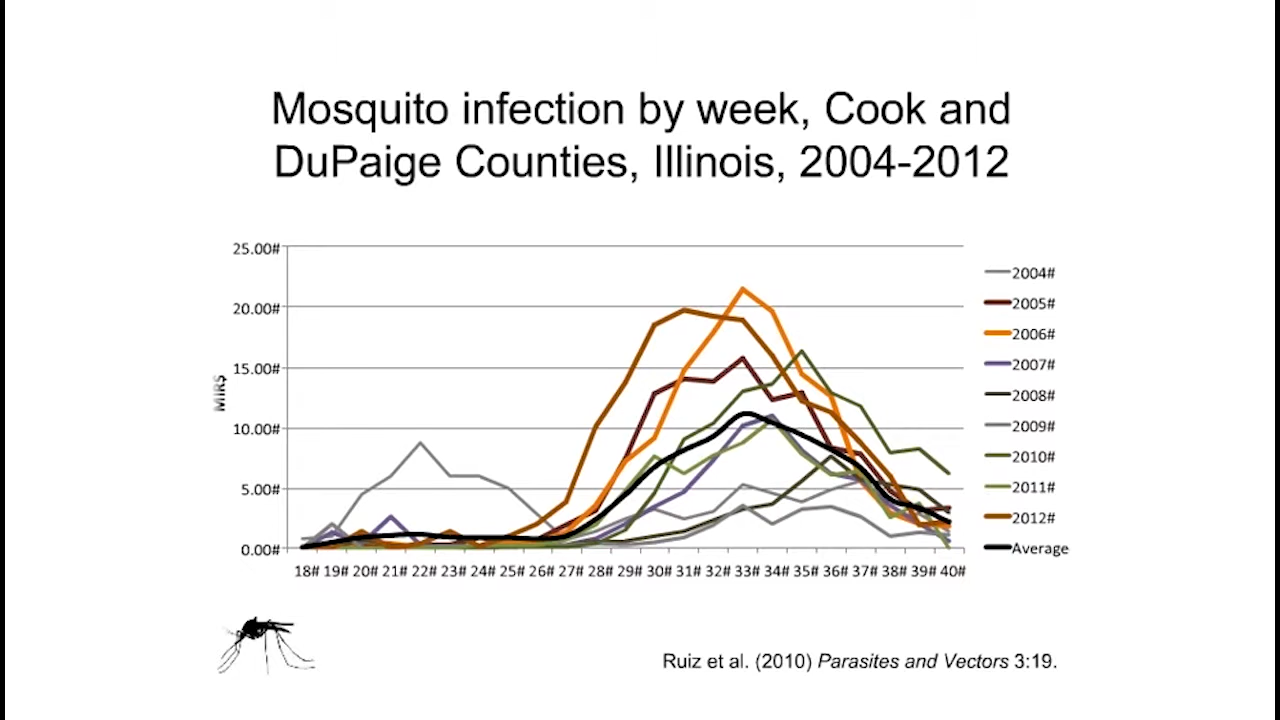 Mosquito infection by week, Cook and
DuPaige Counties, Illinois, 2004-2012
25.00#
20.00#
15.00#
10.00#
5.00#
0.00#
MIR$
18# 19# 20# 21# 22# 23# 24# 25# 26# 27# 28# 29# 30# 31# 32# 33# 34# 35# 36# 37# 38# 39# 40#
2004#
2005#
2006#
2007#
2008#
2009#
2010#
2011#
2012#
Average
Ruiz et al. (2010) Parasites and Vectors 3:19.